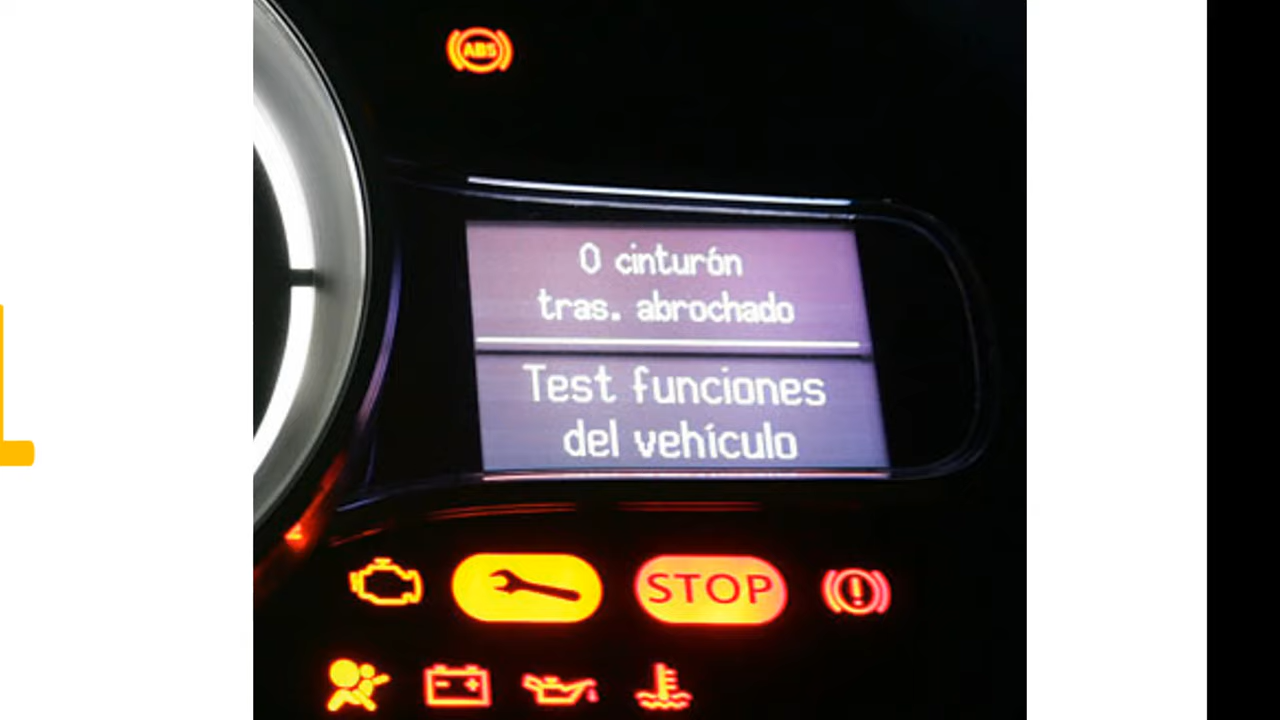 ABS
0 cinturón
tras. abrochado
Test funciones
del vehículo
STOP